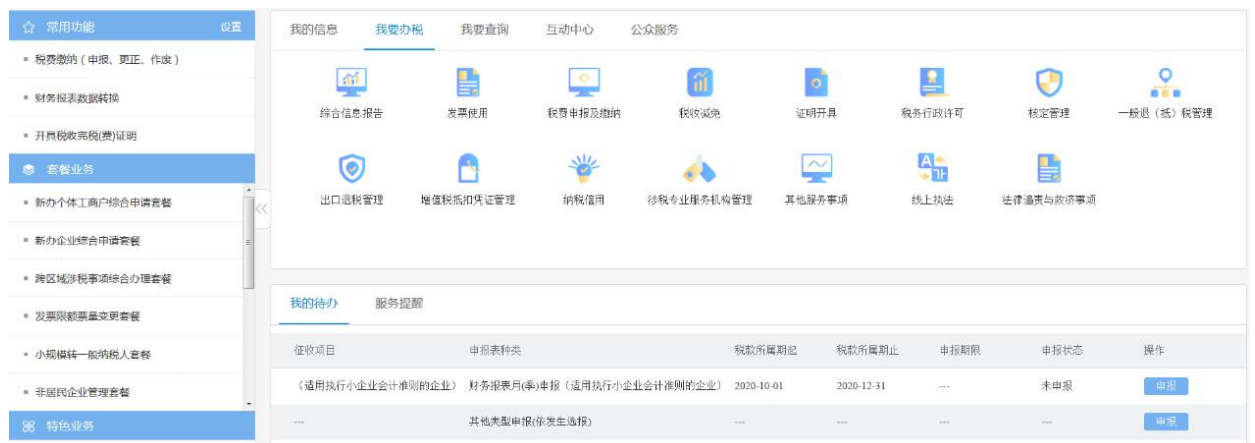 常用功能 设置
税费缴纳（申报、更正、作废）
财务报表数据转换
开具税收完税(费)证明
套餐业务
新办个体工商户综合申请套餐
新办企业综合申请套餐
跨区域涉税事项综合办理套餐
发票限额票量变更套餐
小规模转一般纳税人套餐
非居民企业管理套餐
特色业务
我的信息 我要办税 我要查询 互动中心 公众服务
综合信息报告 发票使用 税费申报及缴纳 税收减免 证明开具 税务行政许可 核定管理 一般退（抵）税管理
出口退税管理 增值税抵扣凭证管理 纳税信用 涉税专业服务机构管理 其他服务事项 线上执法 法律追责与救济事项
我的待办 服务提醒
征收项目 申报表种类 税款所属期起 税款所属期止 申报期限 申报状态 操作
（适用执行小企业会计准则的企业） 财务报表月(季)申报（适用执行小企业会计准则的企业） 2020-10-01 2020-12-31 --- 未申报 申报
--- 其他类型申报(依发生选报) --- --- --- --- 申报